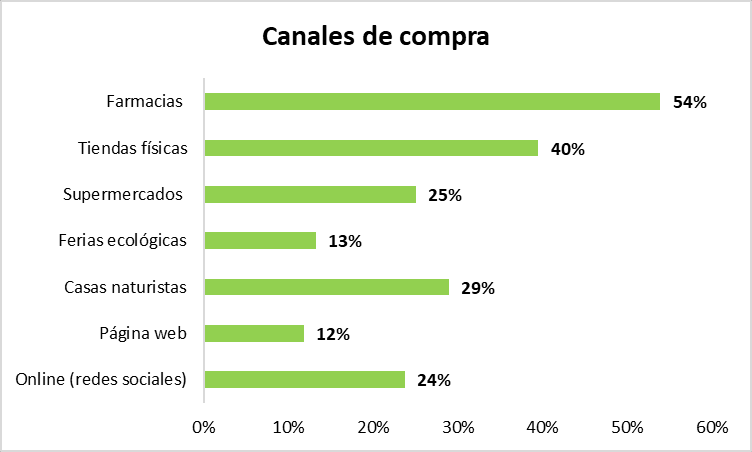 Canales de compra
Farmacias 54%
Tiendas físicas 40%
Supermercados 25%
Ferias ecológicas 13%
Casas naturistas 29%
Página web 12%
Online (redes sociales) 24%
0% 10% 20% 30% 40% 50% 60%